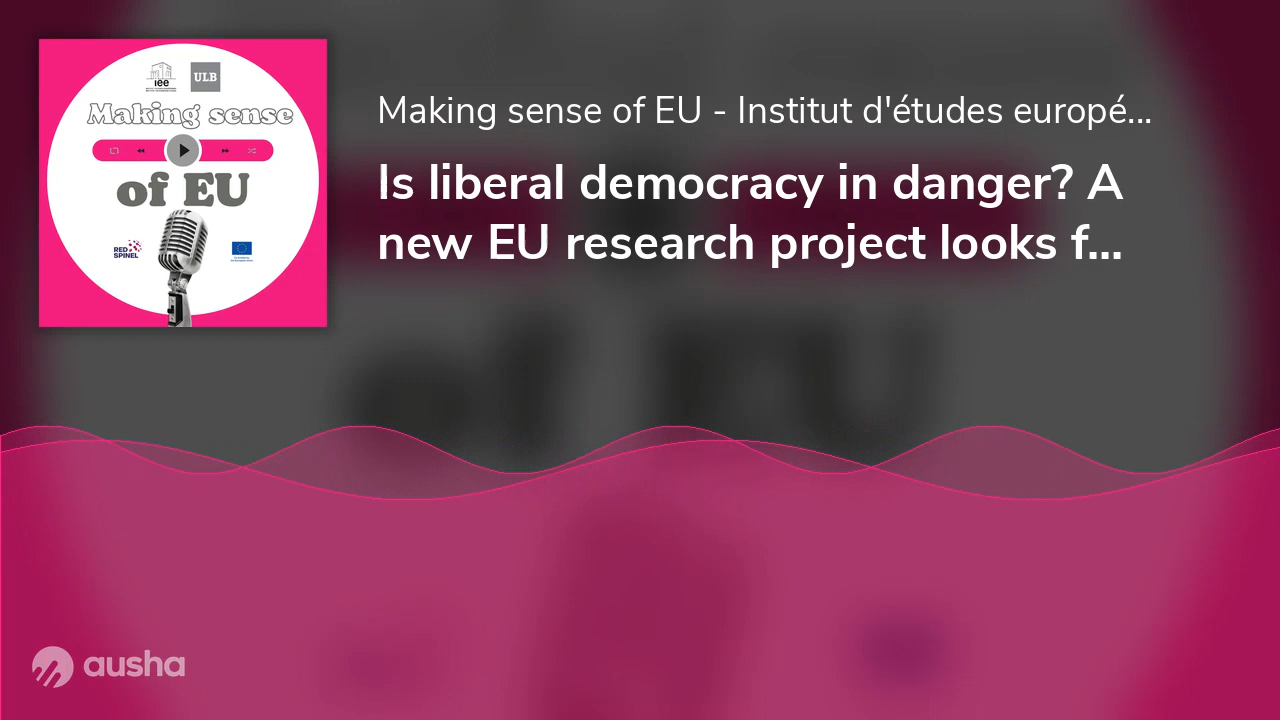 iee
ULB
Making sense
of EU
RED
SPINEL
Making sense of EU - Institut d'études europé...
Is liberal democracy in danger? A
new EU research project looks f...
ausha